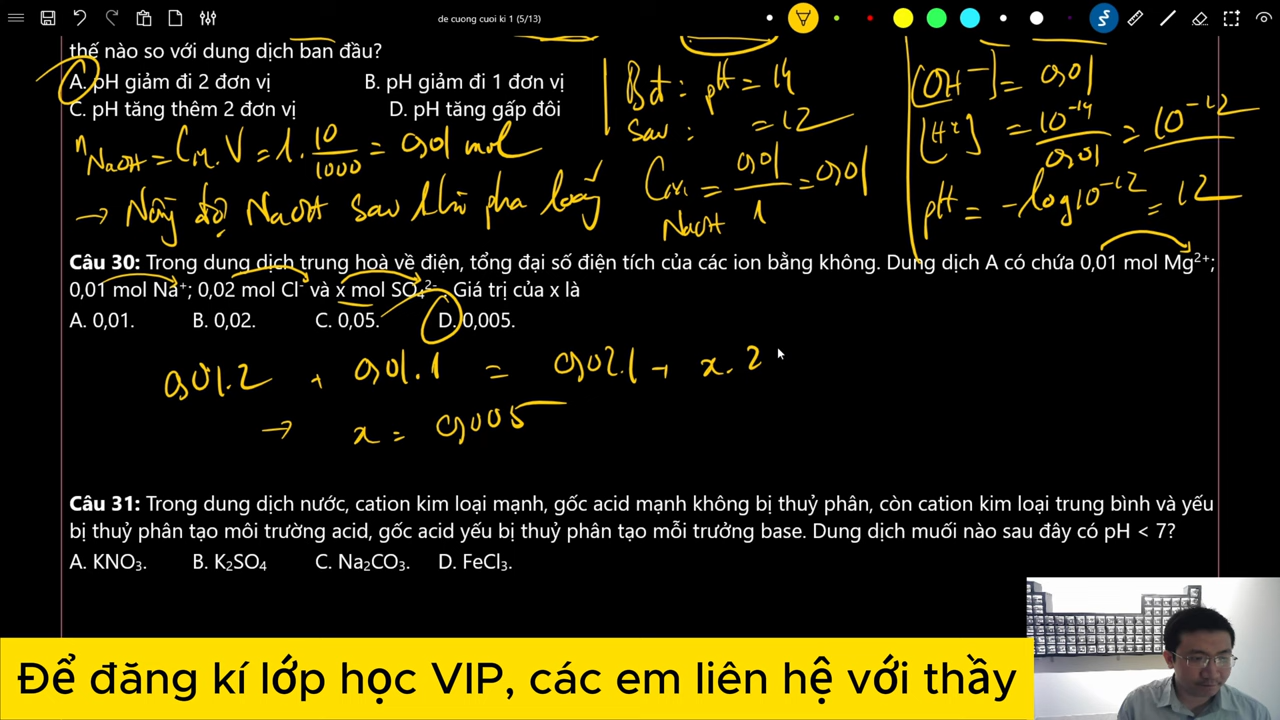 de cuong cuoi ki 1 (5/13)
thế nào so với dung dịch ban đầu?
A. pH giảm đi 2 đơn vị B. pH giảm đi 1 đơn vị
C. pH tăng thêm 2 đơn vị D. pH tăng gấp đôi
Bđ: pH = 14
Sau: = 12
n NaOH = CM.V = 1. 10/1000 = 0,01 mol
→ Nồng độ NaOH sau khi pha loãng
CM NaOH = 0,01/1 = 0,01
[OH⁻] = 0,01
[H⁺] = 10⁻¹⁴/0,01 = 10⁻¹²
pH = -log10⁻¹² = 12
Câu 30: Trong dung dịch trung hoà về điện, tổng đại số điện tích của các ion bằng không. Dung dịch A có chứa 0,01 mol Mg²⁺;
0,01 mol Na⁺; 0,02 mol Cl⁻ và x mol SO₄²⁻. Giá trị của x là
A. 0,01. B. 0,02. C. 0,05. D. 0,005.
0,01.2 + 0,01.1 = 0,02.1 + x.2
→ x = 0,005
Câu 31: Trong dung dịch nước, cation kim loại mạnh, gốc acid mạnh không bị thuỷ phân, còn cation kim loại trung bình và yếu
bị thuỷ phân tạo môi trường acid, gốc acid yếu bị thuỷ phân tạo mỗi trưởng base. Dung dịch muối nào sau đây có pH < 7?
A. KNO₃. B. K₂SO₄ C. Na₂CO₃. D. FeCl₃.
Để đăng kí lớp học VIP, các em liên hệ với thầy